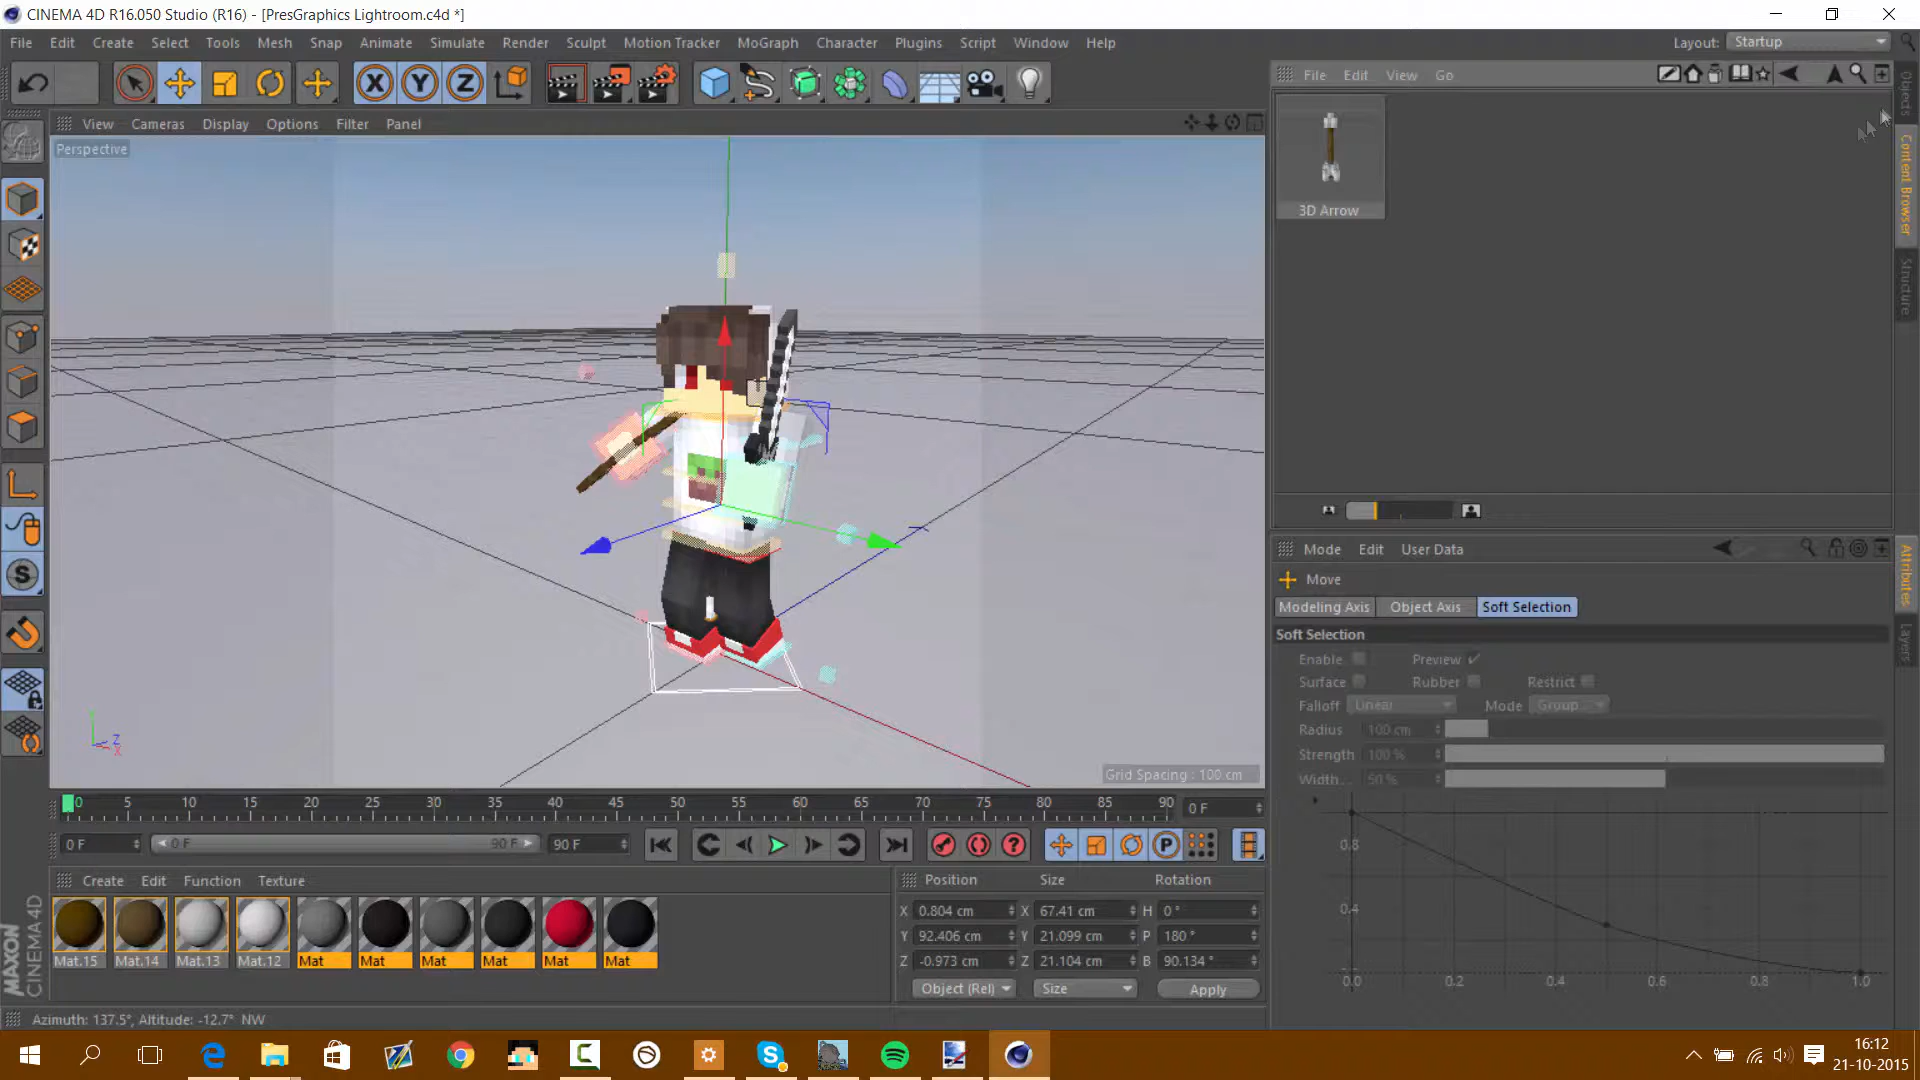 CINEMA 4D R16.050 Studio (R16) - [PresGraphics Lightroom.c4d *]
File Edit Create Select Tools Mesh Snap Animate Simulate Render Sculpt Motion Tracker MoGraph Character Plugins Script Window Help
Layout: Startup
File Edit View Go
View Cameras Display Options Filter Panel
Perspective
3D Arrow
Objects
Content Browser
Structure
Grid Spacing : 100 cm
Mode Edit User Data
Move
Modeling Axis Object Axis Soft Selection
Soft Selection
Enable Preview
Surface Rubber Restrict
Falloff Linear Mode Group
Radius 100 cm
Strength 100 %
Width... 50 %
0.8
0.4
0.0 0.2 0.4 0.6 0.8 1.0
Attributes
Layers
0 5 10 15 20 25 30 35 40 45 50 55 60 65 70 75 80 85 90 0 F
0 F 0 F 90 F 90 F
Create Edit Function Texture
Mat.15 Mat.14 Mat.13 Mat.12 Mat Mat Mat Mat Mat Mat
Position Size Rotation
X 0.804 cm X 67.41 cm H 0 °
Y 92.406 cm Y 21.099 cm P 180 °
Z -0.973 cm Z 21.104 cm B 90.134 °
Object (Rel) Size Apply
MAXON
CINEMA 4D
Azimuth: 137.5°, Altitude: -12.7° NW
16:12
21-10-2015